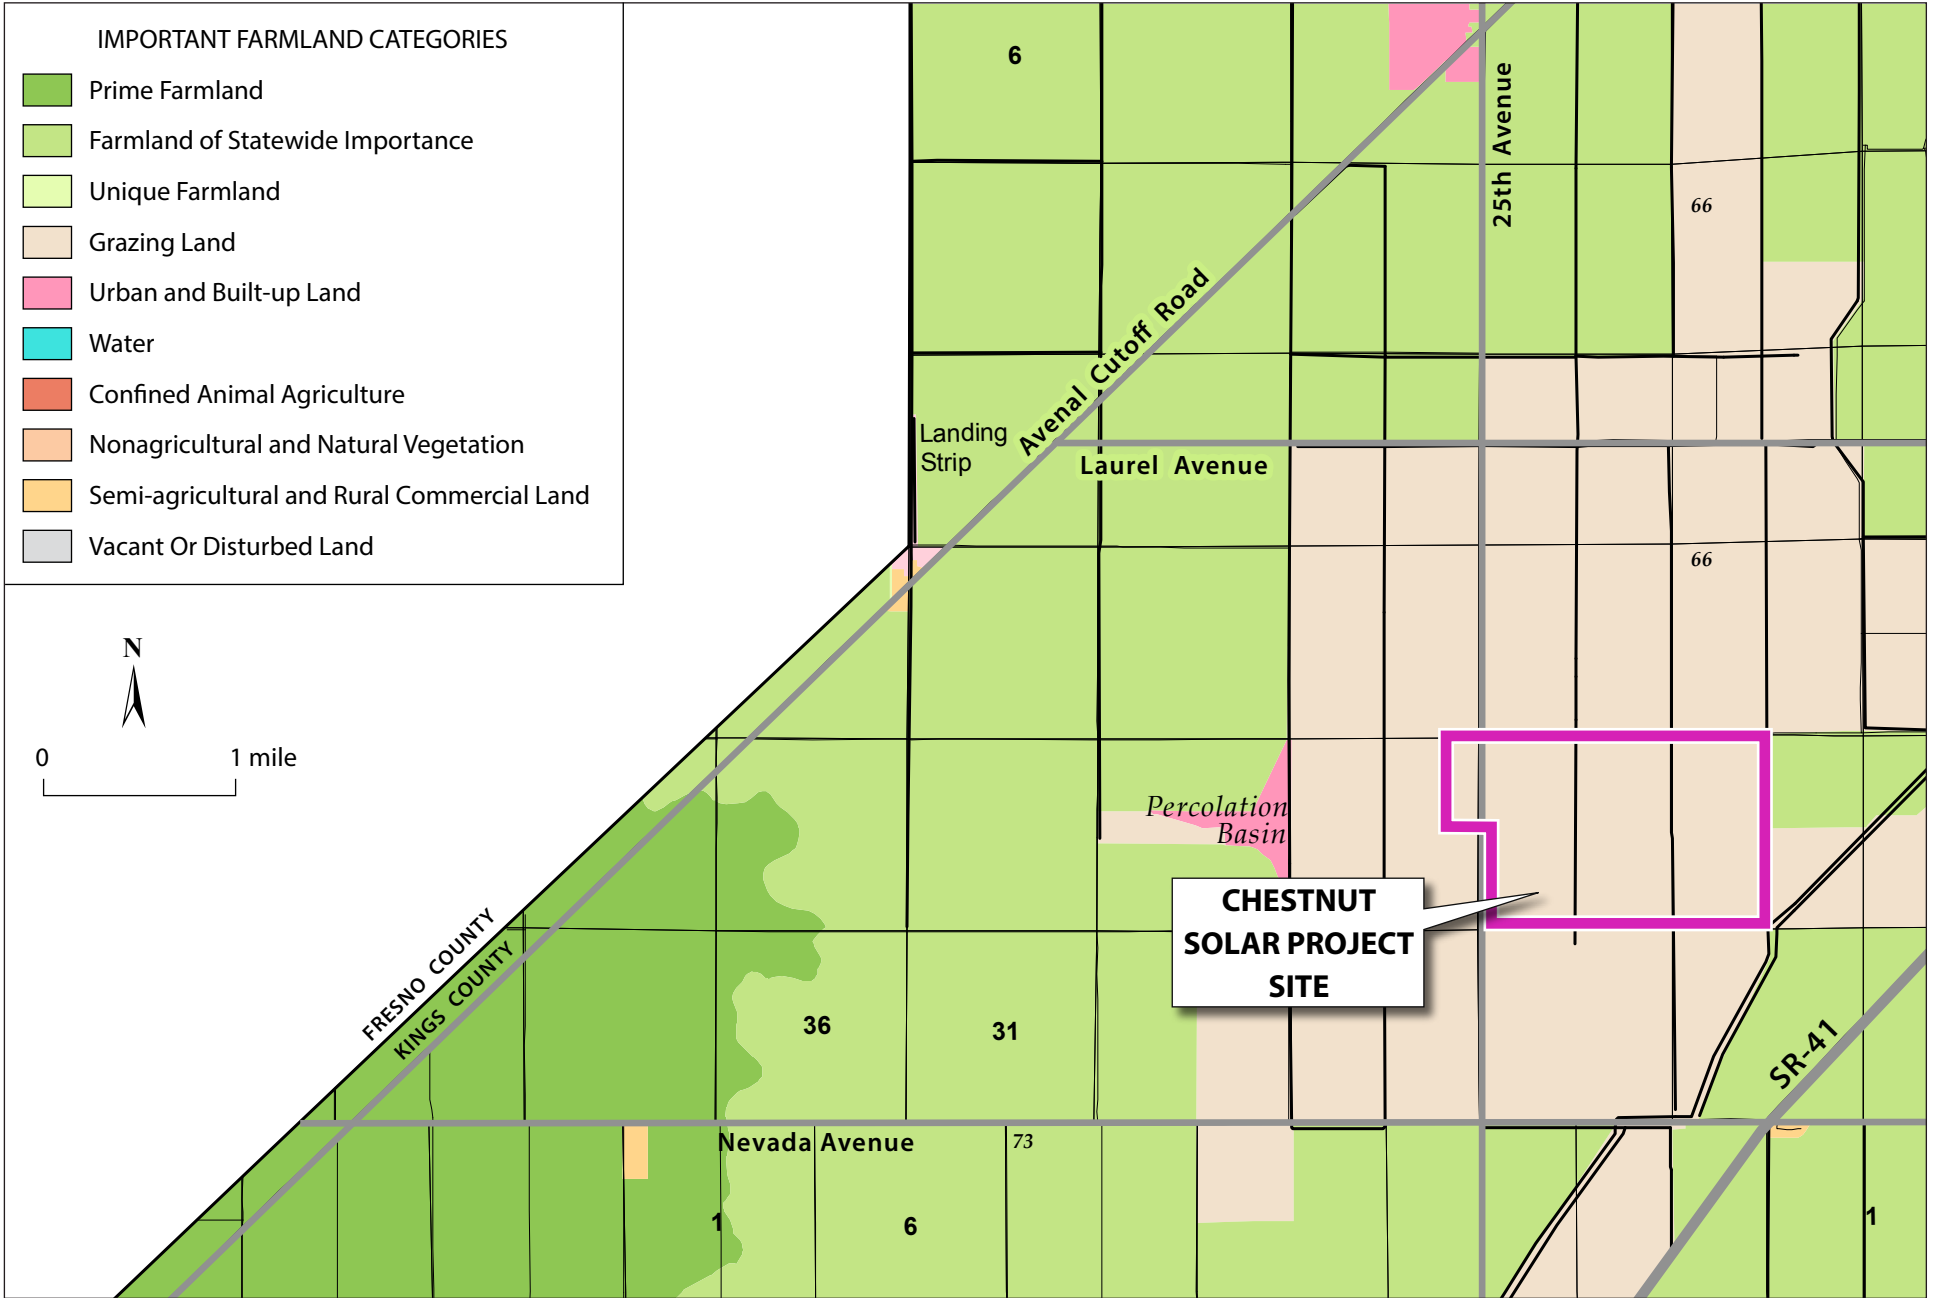 IMPORTANT FARMLAND CATEGORIES
Prime Farmland
Farmland of Statewide Importance
Unique Farmland
Grazing Land
Urban and Built-up Land
Water
Confined Animal Agriculture
Nonagricultural and Natural Vegetation
Semi-agricultural and Rural Commercial Land
Vacant Or Disturbed Land
N
0 1 mile
6
25th Avenue
66
Avenal Cutoff Road
Landing
Strip
Laurel Avenue
66
Percolation
Basin
CHESTNUT
SOLAR PROJECT
SITE
FRESNO COUNTY
KINGS COUNTY
36
31
SR-41
Nevada Avenue
73
1
6
1